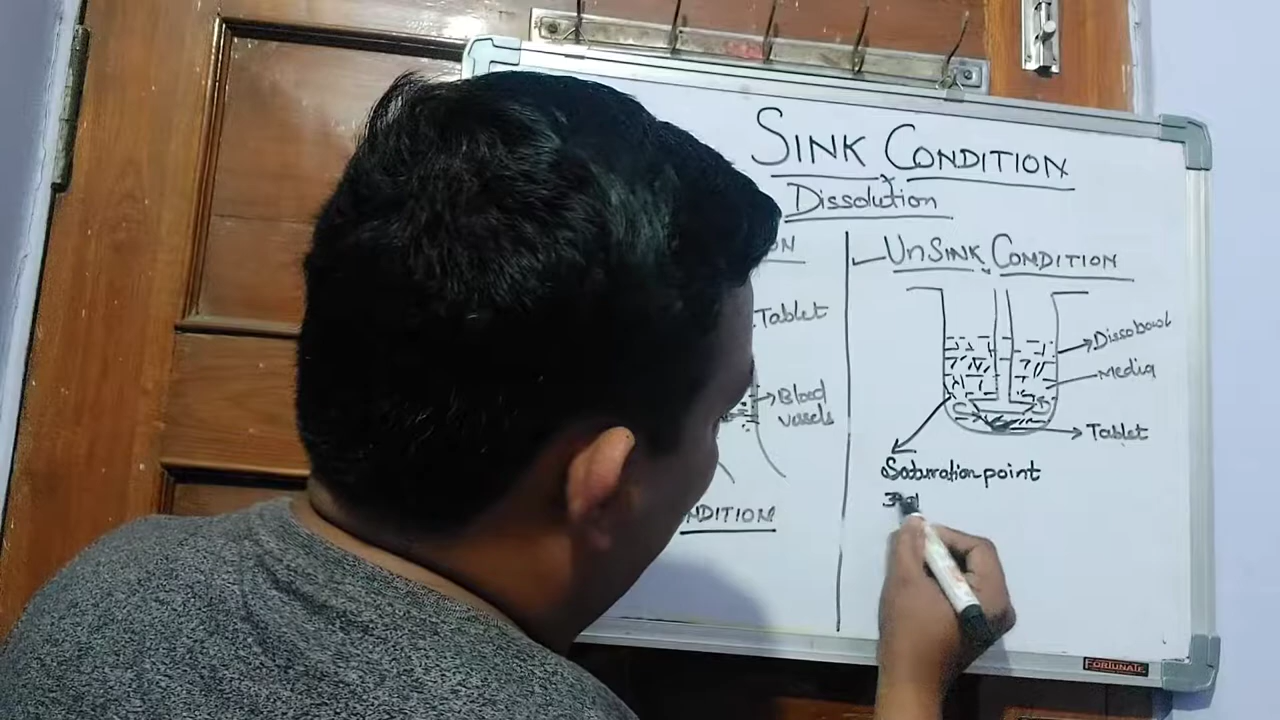 SINK CONDITION
Dissolution
UnSINK CONDITION
Tablet
Blood
vessels
NDITION
Dissobowl
Media
Tablet
Saturation point
FORTUNATE